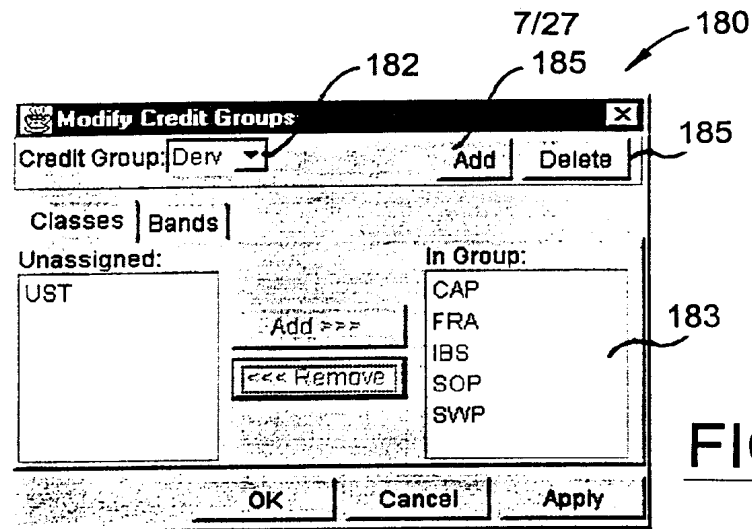 7/27
180
182
185
Modify Credit Groups
Credit Group: Derv
Add
Delete
185
Classes
Bands
Unassigned:
In Group:
UST
CAP
FRA
IBS
SOP
SWP
183
Add >>>
<<< Remove
OK
Cancel
Apply